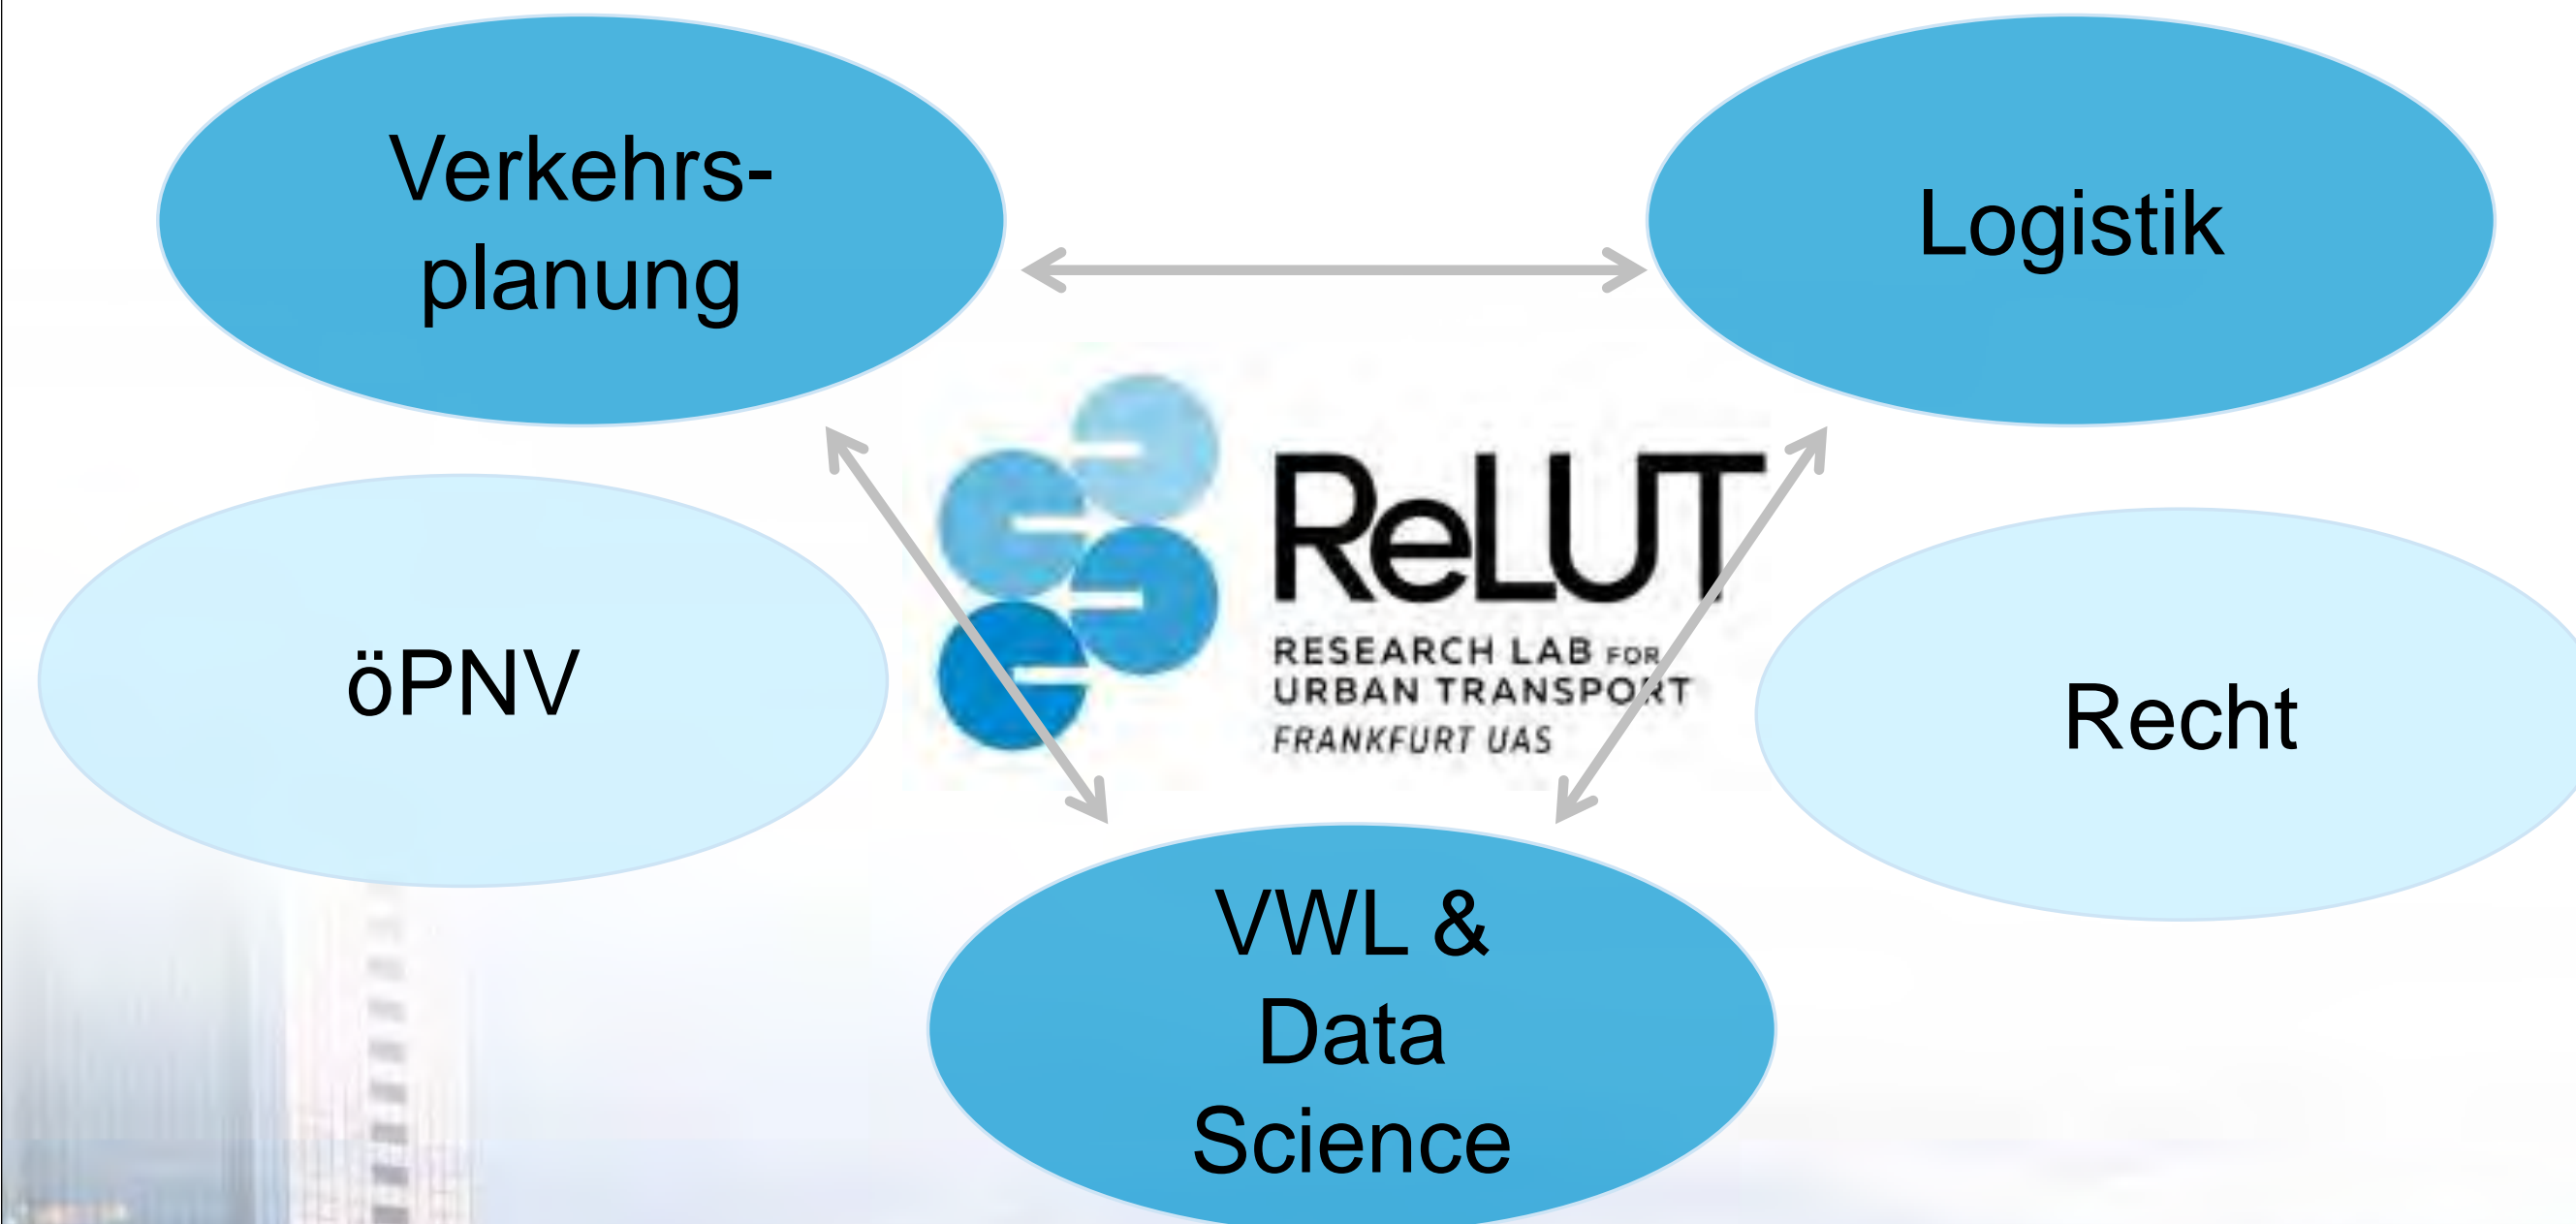 Verkehrs-
planung
Logistik
ReLUT
RESEARCH LAB FOR
URBAN TRANSPORT
FRANKFURT UAS
öPNV
Recht
VWL &
Data
Science